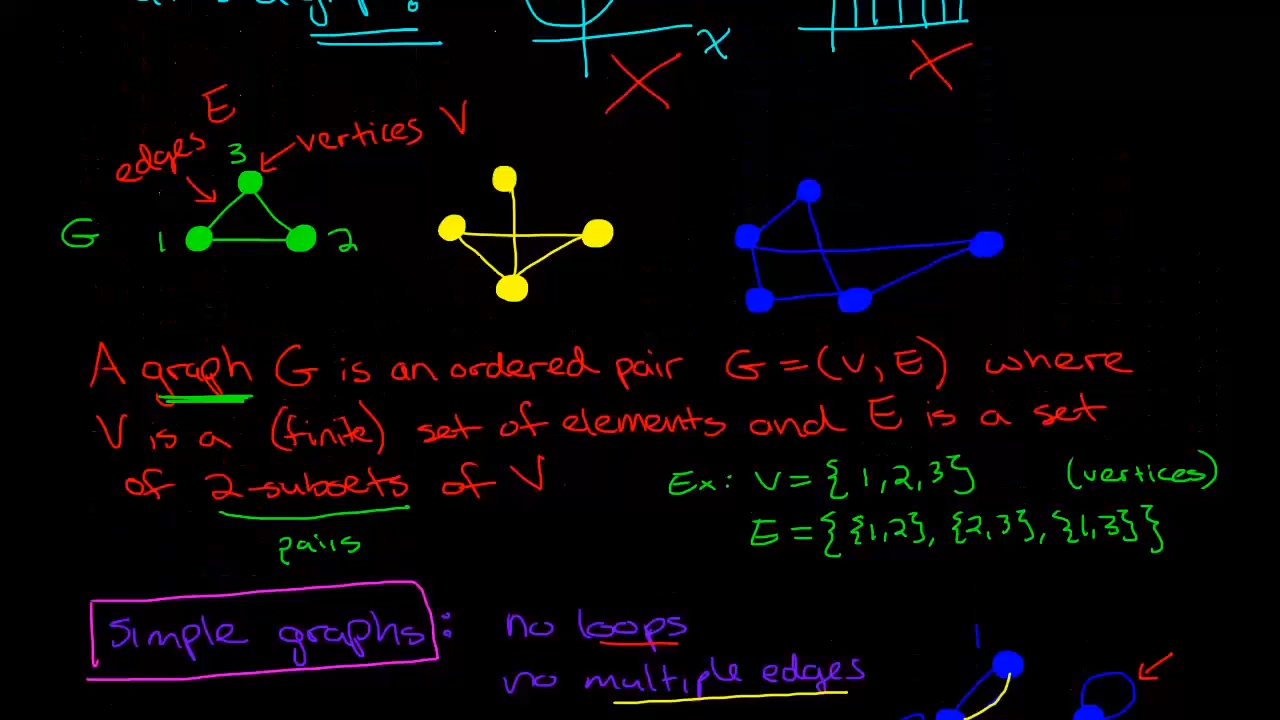 graph?
x
E
edges
vertices V
3
G 1 2
A graph G is an ordered pair G = (V, E) where
V is a (finite) set of elements and E is a set
of 2-subsets of V
pairs
Ex: V = { 1, 2, 3 } (vertices)
E = { {1,2}, {2,3}, {1,3} }
Simple graphs: no loops
no multiple edges
1